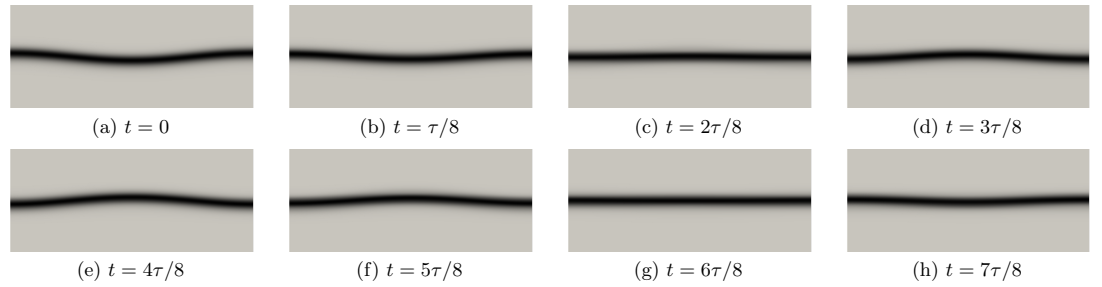 (a) t = 0
(b) t = τ/8
(c) t = 2τ/8
(d) t = 3τ/8
(e) t = 4τ/8
(f) t = 5τ/8
(g) t = 6τ/8
(h) t = 7τ/8